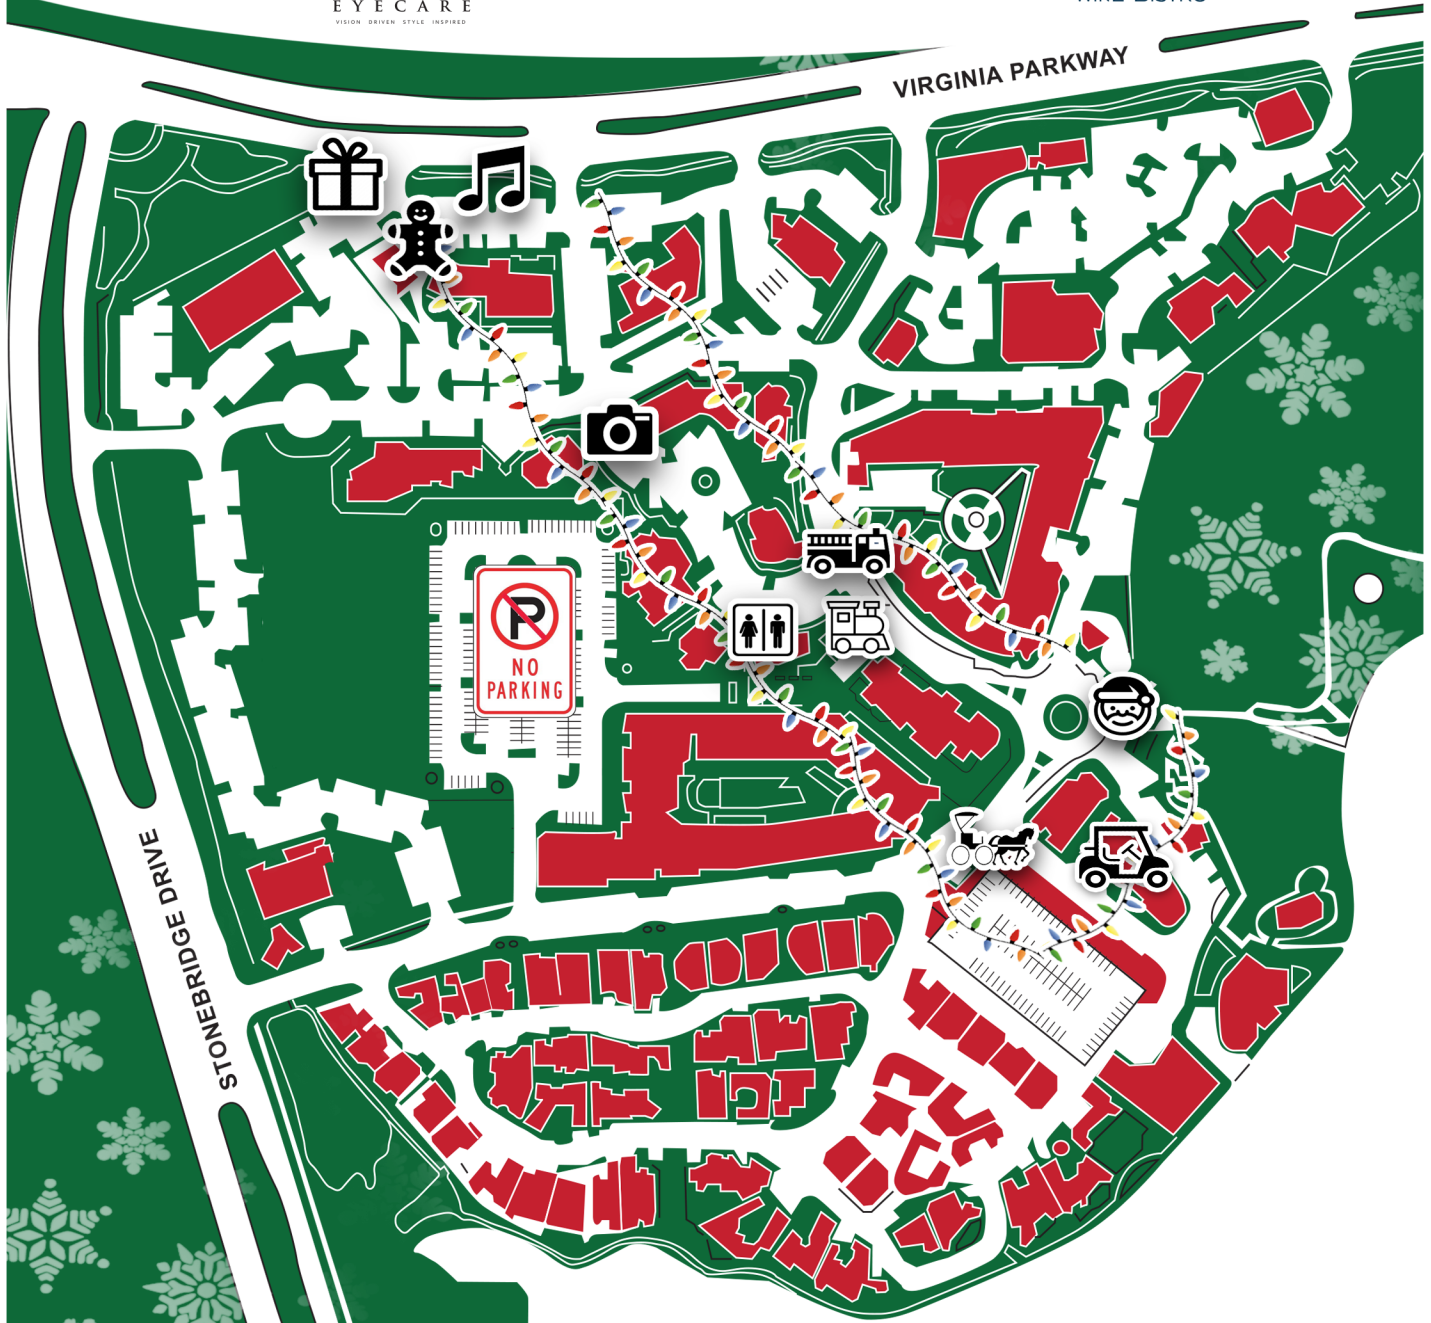 EYECARE
VISION DRIVEN STYLE INSPIRED
VIRGINIA PARKWAY
P
NO
PARKING
STONEBRIDGE DRIVE